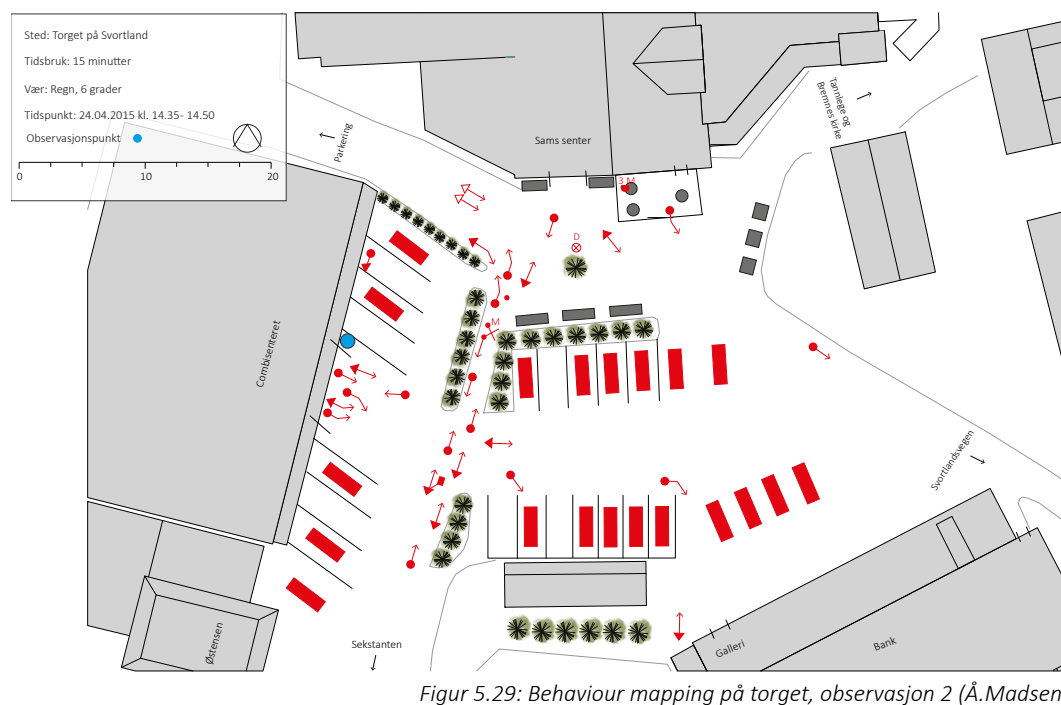 Sted: Torget på Svortland
Tidsbruk: 15 minutter
Vær: Regn, 6 grader
Tidspunkt: 24.04.2015 kl. 14.35- 14.50
Observasjonspunkt
0 10 20
Parkering
Sams senter
Tannlege og
Bremnes kirke
3 M
D
M
Combisenteret
Svortlandsvegen
Østensen
Sekstanten
Galleri
Bank
Figur 5.29: Behaviour mapping på torget, observasjon 2 (Å.Madsen